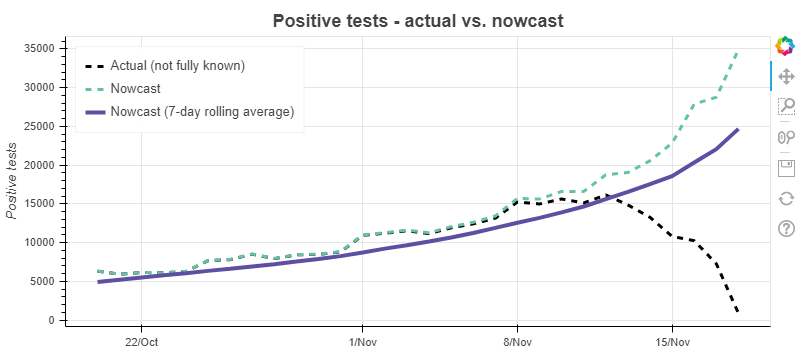 Positive tests - actual vs. nowcast
Actual (not fully known)
Nowcast
Nowcast (7-day rolling average)
Positive tests
35000
30000
25000
20000
15000
10000
5000
0
22/Oct
1/Nov
8/Nov
15/Nov